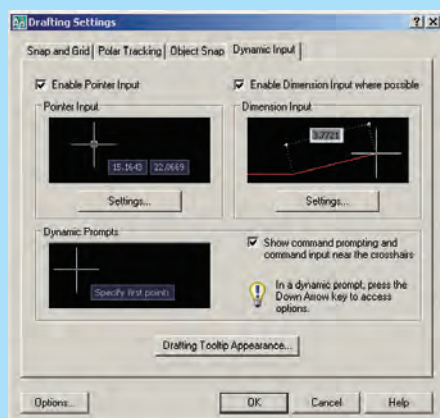 Drafting Settings
Snap and Grid Polar Tracking Object Snap Dynamic Input
Enable Pointer Input
Enable Dimension Input where possible
Pointer Input
15.1643 22.0669
Settings...
Dimension Input
3.7721
Settings...
Dynamic Prompts
Specify first point:
Show command prompting and
command input near the crosshairs
In a dynamic prompt, press the
Down Arrow key to access
options.
Drafting Tooltip Appearance...
Options... OK Cancel Help